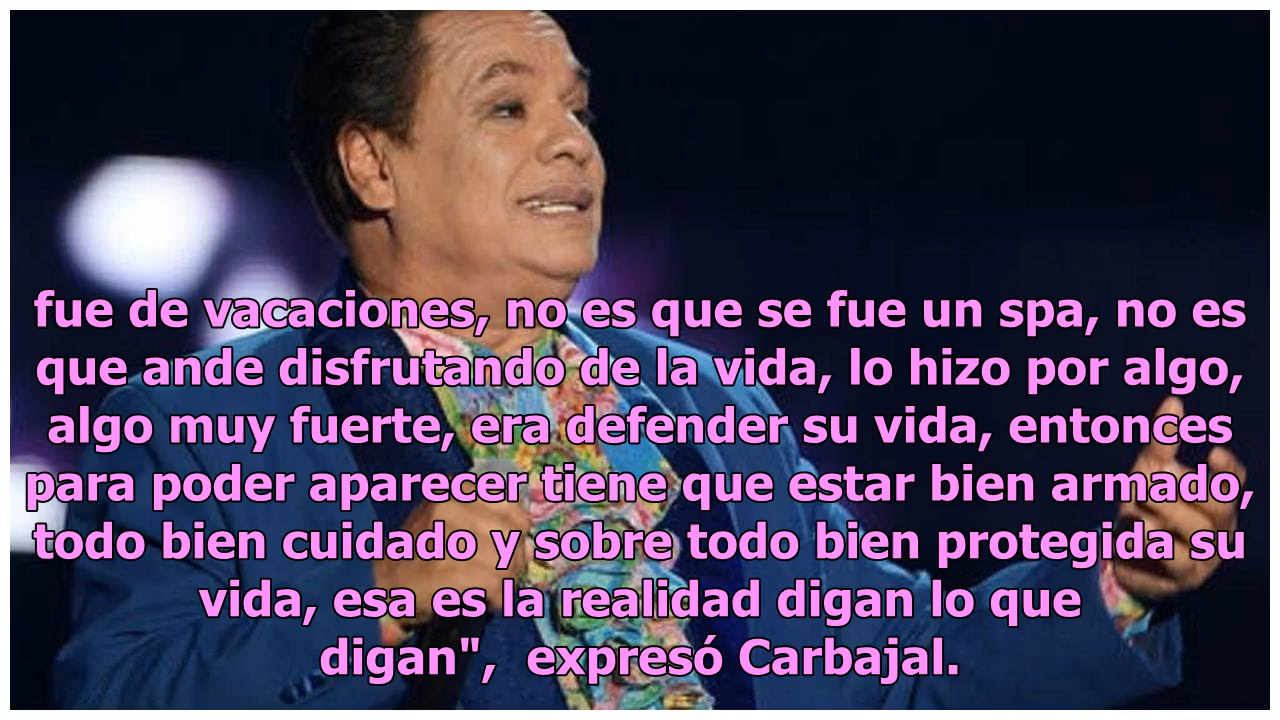 fue de vacaciones, no es que se fue un spa, no es
que ande disfrutando de la vida, lo hizo por algo,
algo muy fuerte, era defender su vida, entonces
para poder aparecer tiene que estar bien armado,
todo bien cuidado y sobre todo bien protegida su
vida, esa es la realidad digan lo que
digan",  expresó Carbajal.